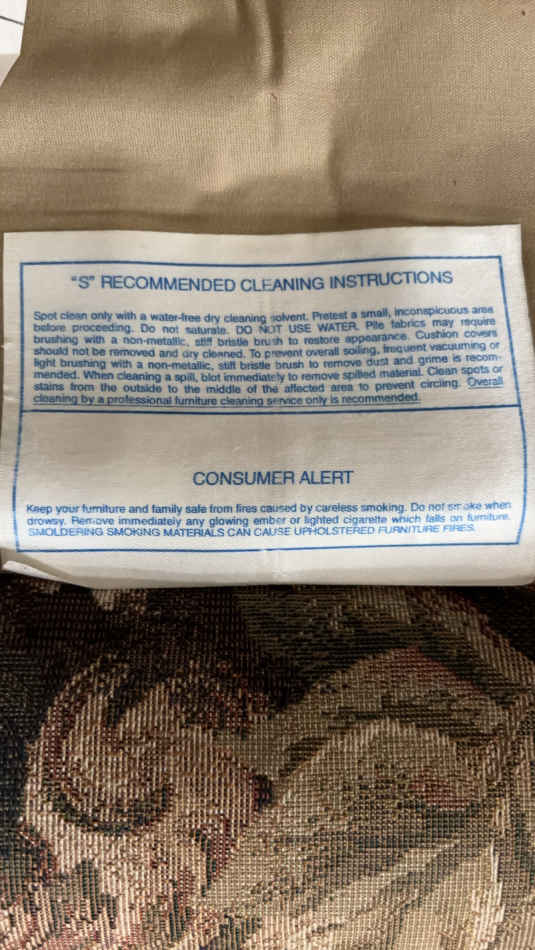 "S" RECOMMENDED CLEANING INSTRUCTIONS
Spot clean only with a water-free dry cleaning solvent. Pretest a small, inconspicuous area
before proceeding. Do not saturate. DO NOT USE WATER. Pile fabrics may require
brushing with a non-metallic, stiff bristle brush to restore appearance. Cushion covers
should not be removed and dry cleaned. To prevent overall soiling, frequent vacuuming or
light brushing with a non-metallic, stiff bristle brush to remove dust and grime is recom-
mended. When cleaning a spill, blot immediately to remove spilled material. Clean spots or
stains from the outside to the middle of the affected area to prevent circling. Overall
cleaning by a professional furniture cleaning service only is recommended.
CONSUMER ALERT
Keep your furniture and family safe from fires caused by careless smoking. Do not smoke when
drowsy. Remove immediately any glowing ember or lighted cigarette which falls on furniture.
SMOLDERING SMOKING MATERIALS CAN CAUSE UPHOLSTERED FURNITURE FIRES.